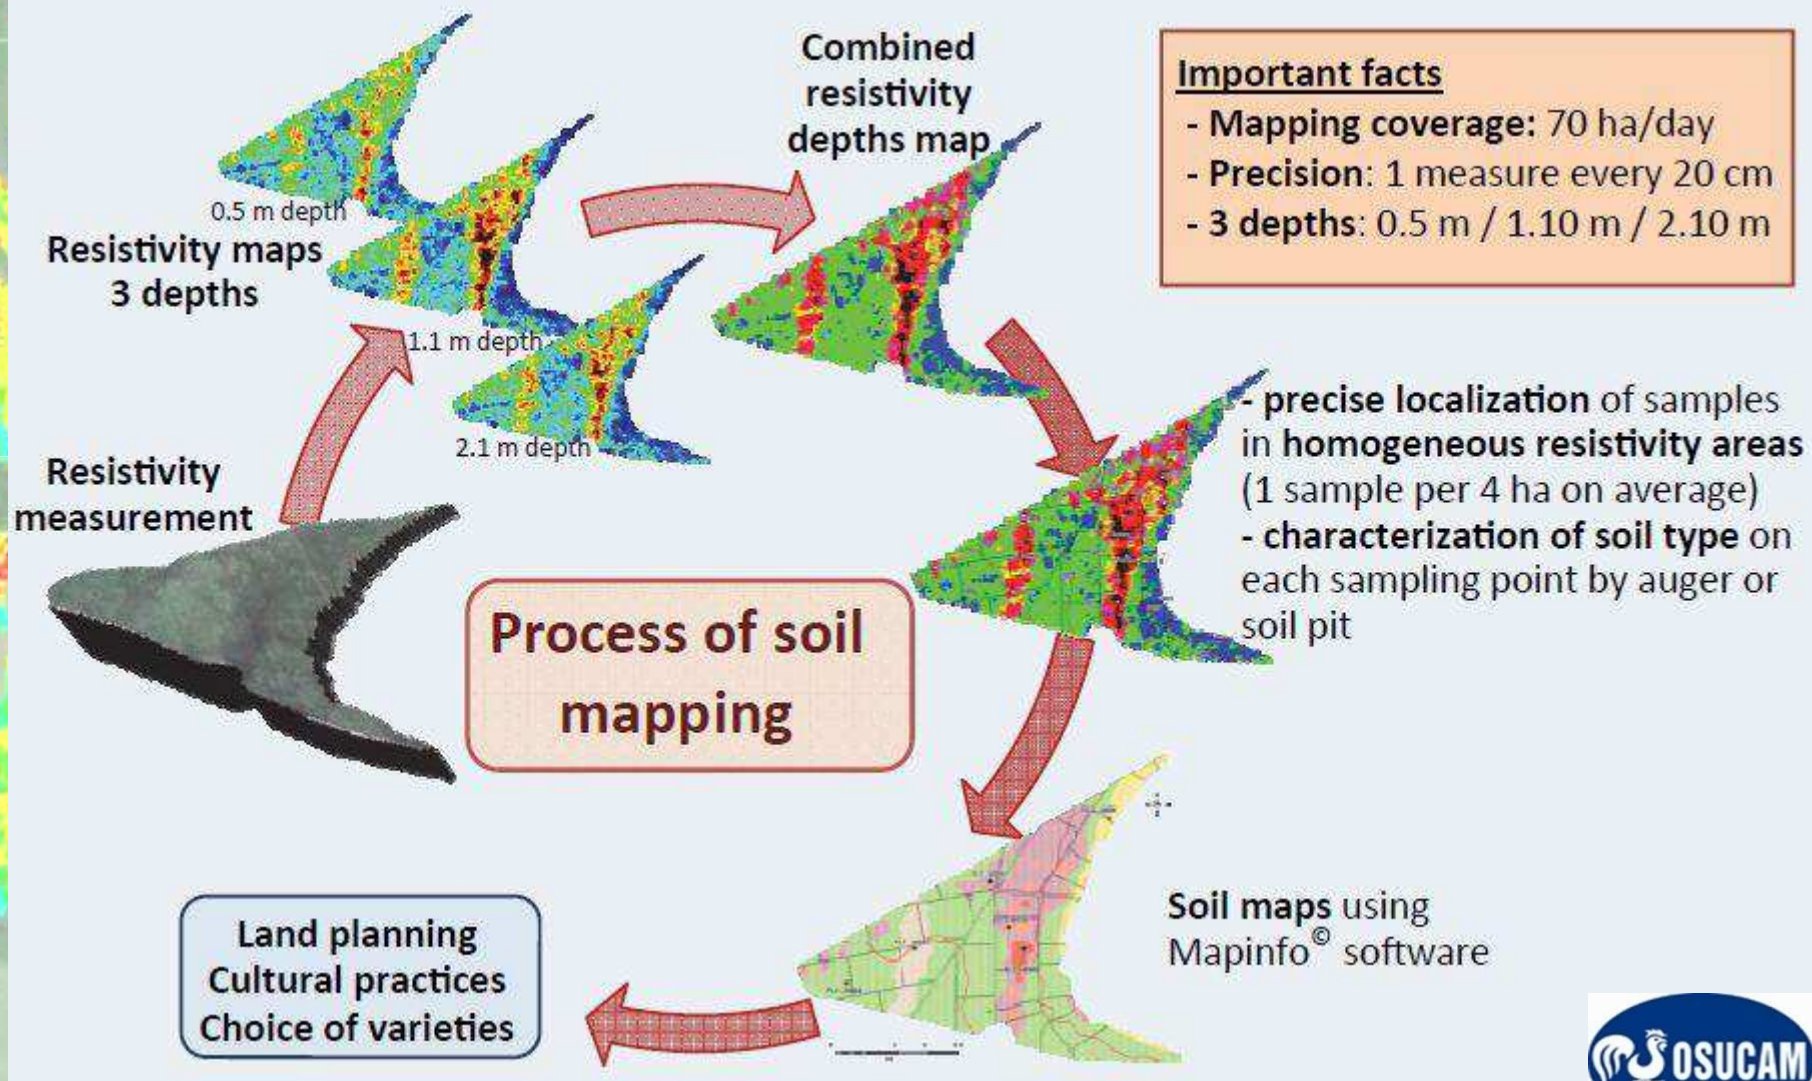 Combined
resistivity
depths map
Important facts
- Mapping coverage: 70 ha/day
- Precision: 1 measure every 20 cm
- 3 depths: 0.5 m / 1.10 m / 2.10 m
0.5 m depth
Resistivity maps
3 depths
1.1 m depth
2.1 m depth
Resistivity
measurement
- precise localization of samples
in homogeneous resistivity areas
(1 sample per 4 ha on average)
- characterization of soil type on
each sampling point by auger or
soil pit
Process of soil
mapping
Soil maps using
Mapinfo© software
Land planning
Cultural practices
Choice of varieties
OSUCAM